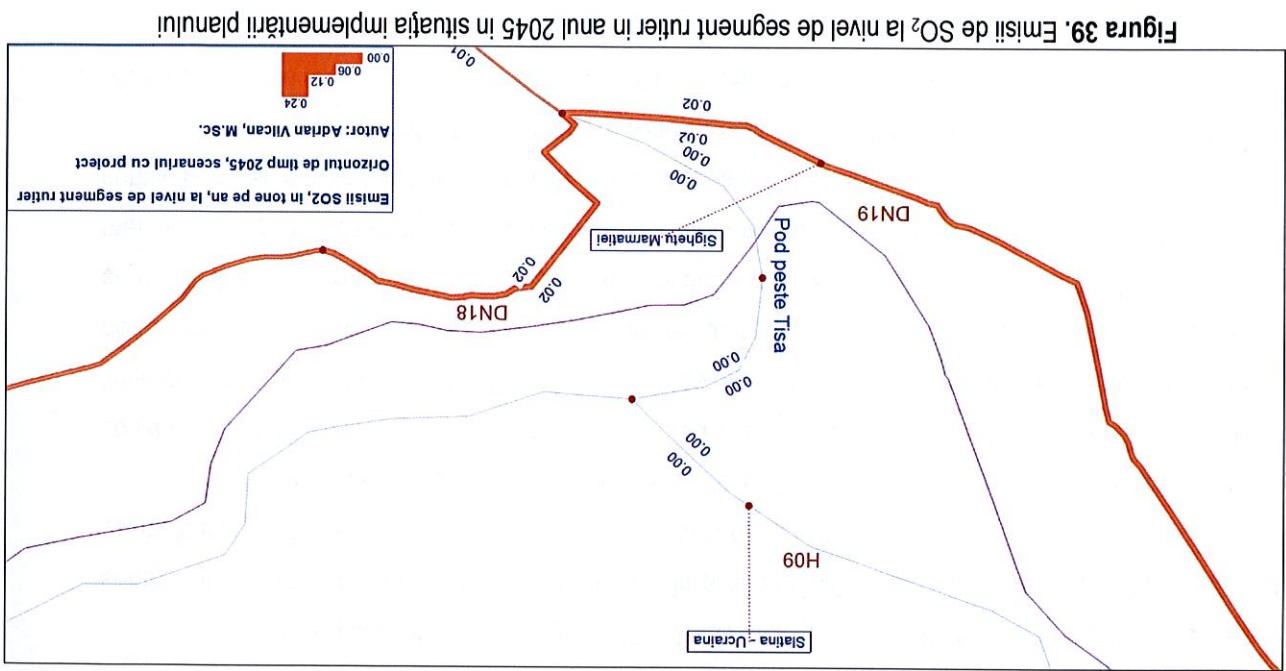 Slatina - Ucraina
H09
0.00
0.00
0.00
0.00
Pod peste Tisa
DN18
0.02
0.02
Sighetu Marmatiei
DN19
0.00
0.00
0.02
0.02
0.01
Emisii SO2, in tone pe an, la nivel de segment rutier
Orizontul de timp 2045, scenariul cu proiect
Autor: Adrian Vilcan, M.Sc.
0.24
0.12
0.06
0.00
Figura 39. Emisii de SO₂ la nivel de segment rutier in anul 2045 in situaţia implementării planului